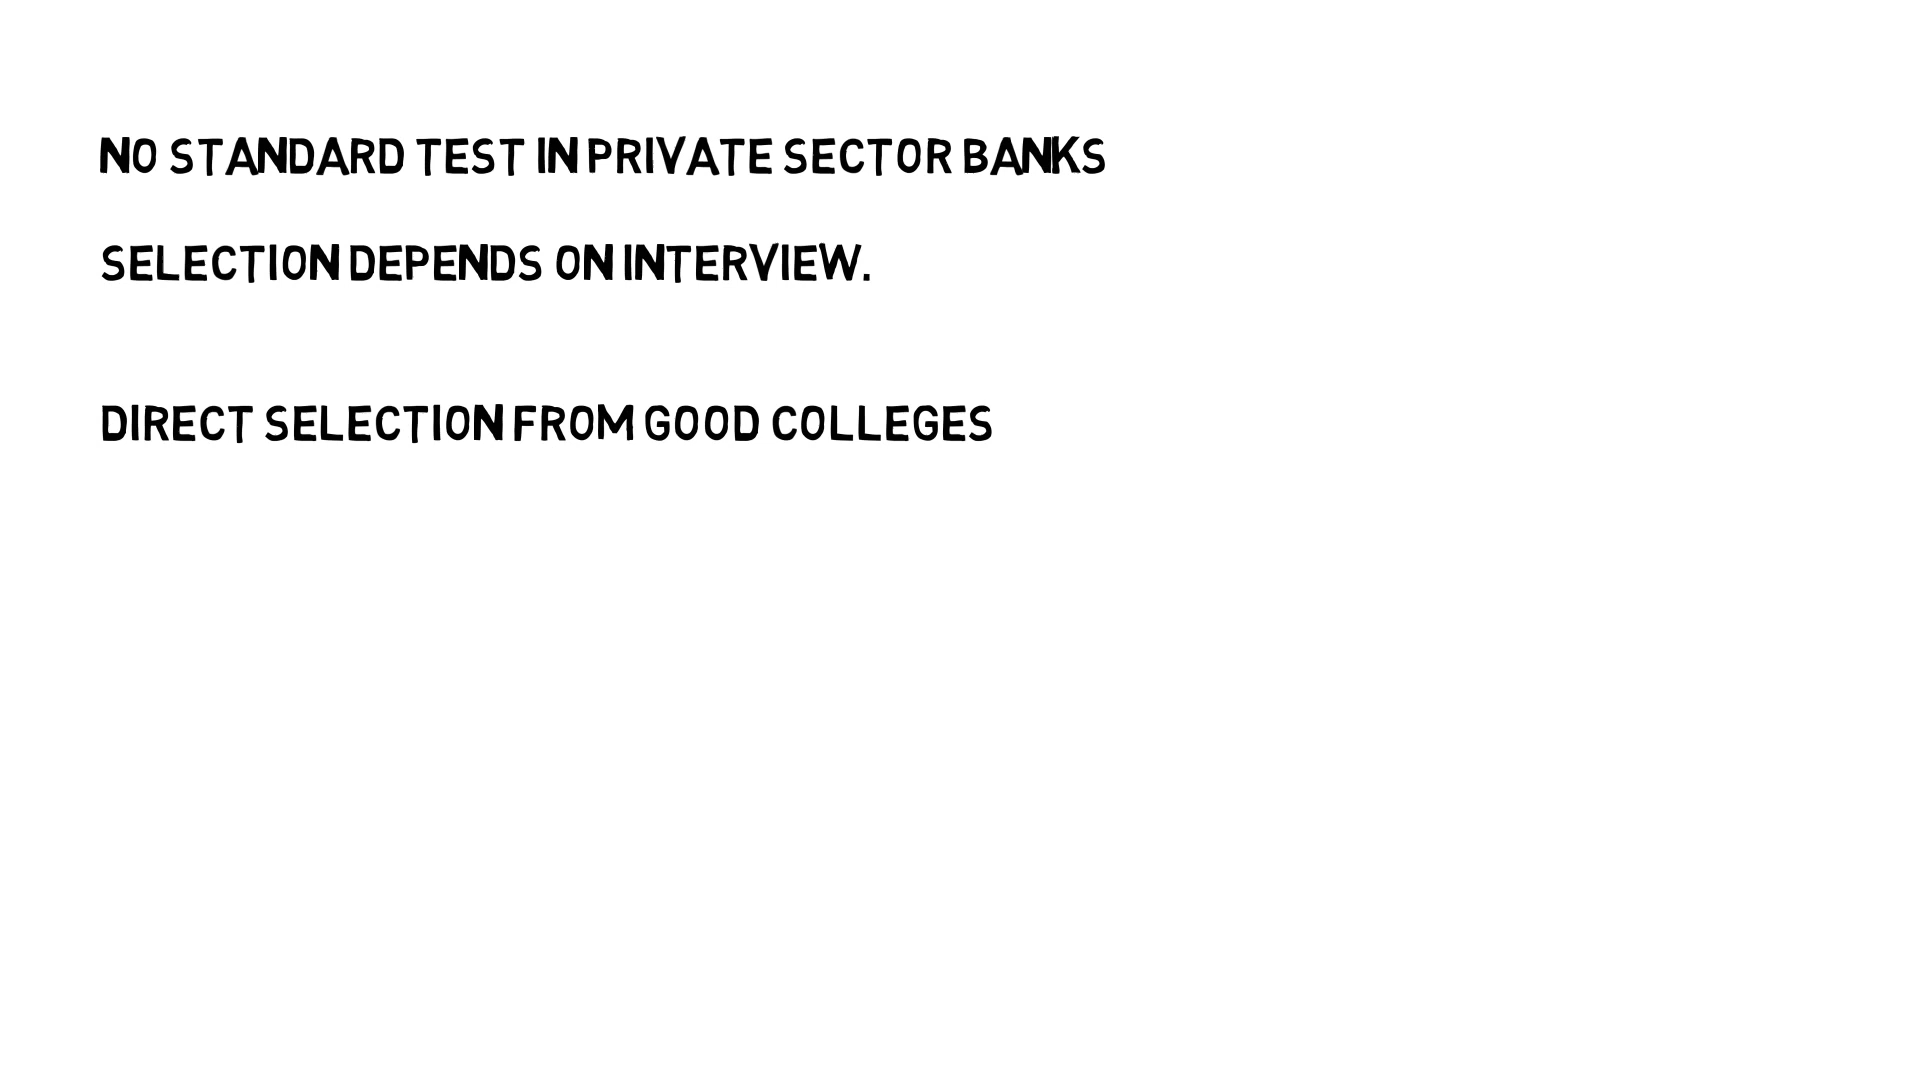 NO STANDARD TEST IN PRIVATE SECTOR BANKS
SELECTION DEPENDS ON INTERVIEW.
DIRECT SELECTION FROM GOOD COLLEGES